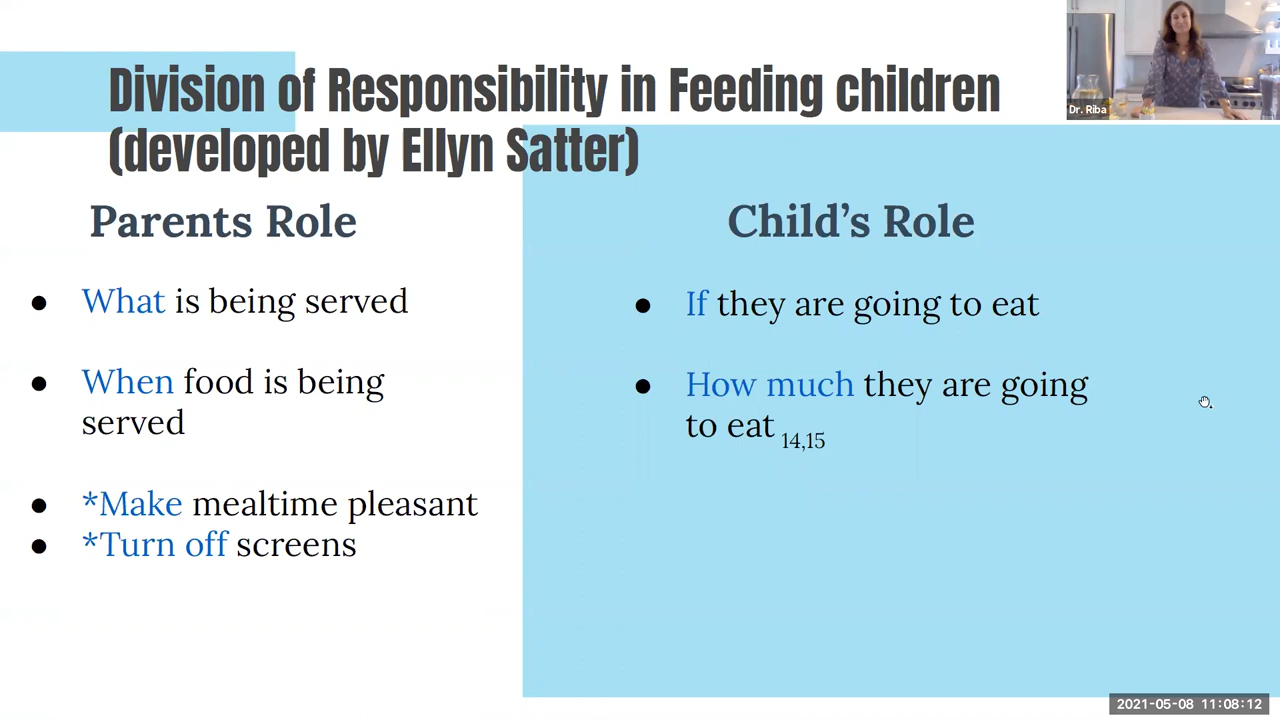 Division of Responsibility in Feeding children
(developed by Ellyn Satter)
Dr. Riba
Parents Role
● What is being served
● When food is being
served
● *Make mealtime pleasant
● *Turn off screens
Child’s Role
● If they are going to eat
● How much they are going
to eat 14,15
2021-05-08 11:08:12